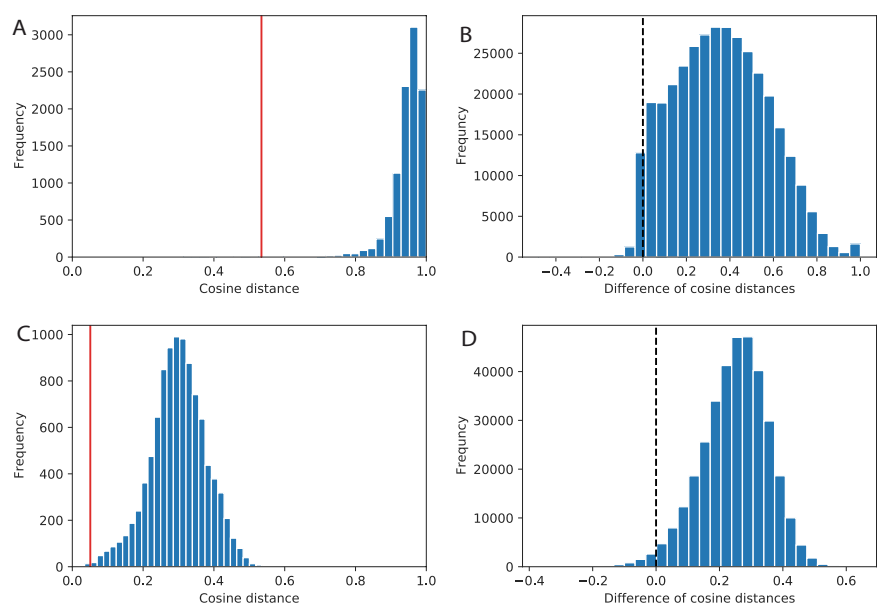 A
3000
2500
2000
1500
1000
500
0
Frequency
0.0 0.2 0.4 0.6 0.8 1.0
Cosine distance
B
25000
20000
15000
10000
5000
0
Frequncy
−0.4 −0.2 0.0 0.2 0.4 0.6 0.8 1.0
Difference of cosine distances
C
1000
800
600
400
200
0
Frequency
0.0 0.2 0.4 0.6 0.8 1.0
Cosine distance
D
40000
30000
20000
10000
0
Frequncy
−0.4 −0.2 0.0 0.2 0.4 0.6
Difference of cosine distances